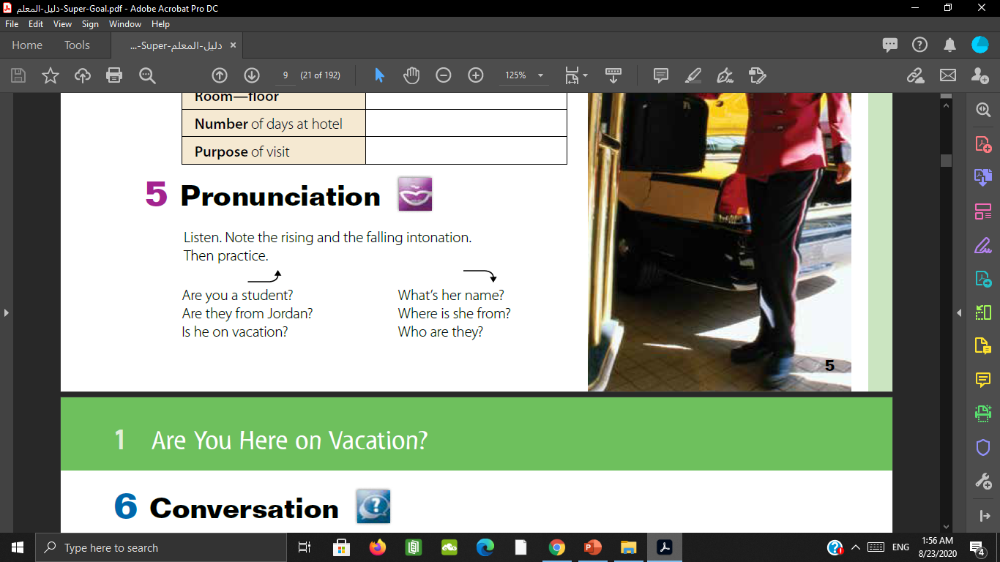 دليل-المعلم-Super-Goal.pdf - Adobe Acrobat Pro DC
File Edit View Sign Window Help
Home Tools دليل-المعلم-Super-... ×
9 (21 of 192) 125%
Room—floor
Number of days at hotel
Purpose of visit
5 Pronunciation
Listen. Note the rising and the falling intonation.
Then practice.
Are you a student?
Are they from Jordan?
Is he on vacation?
What's her name?
Where is she from?
Who are they?
5
1 Are You Here on Vacation?
6 Conversation
Type here to search
ENG
1:56 AM
8/23/2020
4